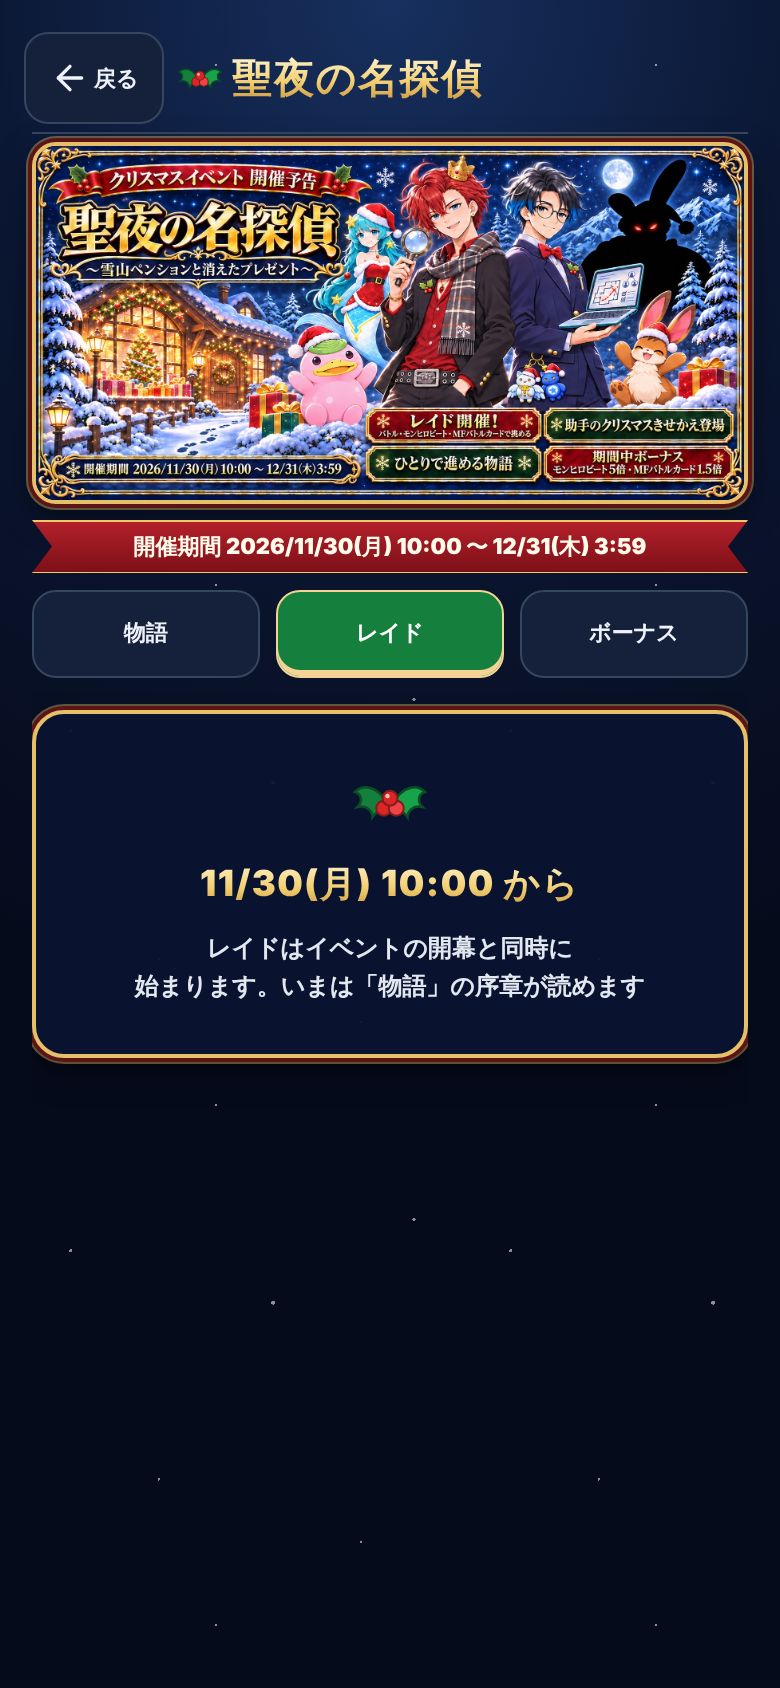 戻る
聖夜の名探偵
クリスマスイベント 開催予告
聖夜の名探偵
～雪山ペンションと消えたプレゼント～
レイド開催！
バトル・モンヒロビート・MFバトルカードで挑める
助手のクリスマスきせかえ登場
ひとりで進める物語
期間中ボーナス
モンヒロビート5倍・MFバトルカード1.5倍
開催期間 2026/11/30(月) 10:00 ～ 12/31(木) 3:59
開催期間 2026/11/30(月) 10:00 ～ 12/31(木) 3:59
物語
レイド
ボーナス
11/30(月) 10:00 から
レイドはイベントの開幕と同時に
始まります。いまは「物語」の序章が読めます